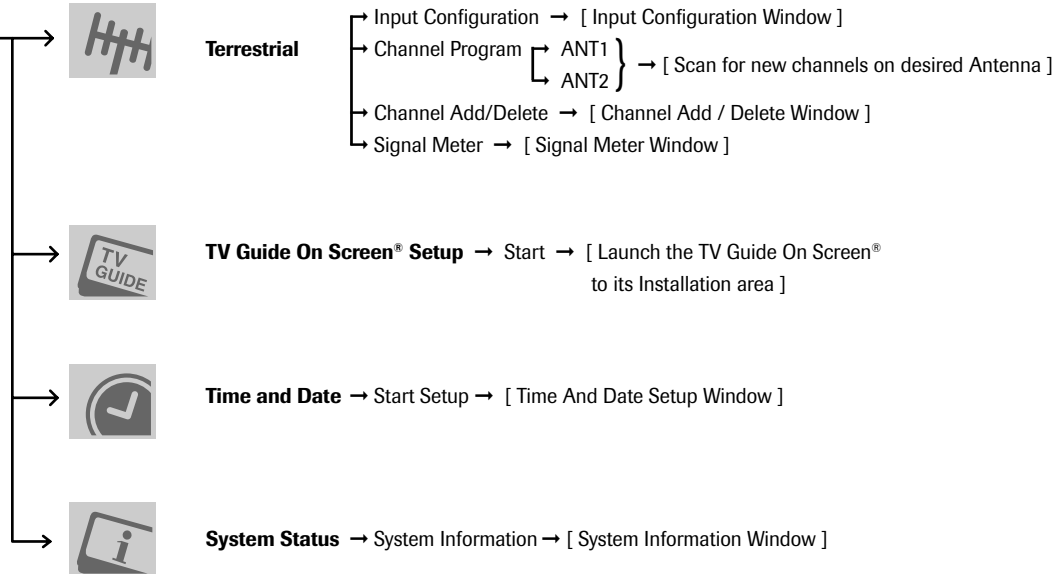 → Input Configuration → [ Input Configuration Window ]
Terrestrial → Channel Program → ANT1
→ ANT2 } → [ Scan for new channels on desired Antenna ]
→ Channel Add/Delete → [ Channel Add / Delete Window ]
→ Signal Meter → [ Signal Meter Window ]
TV GUIDE
TV Guide On Screen® Setup → Start → [ Launch the TV Guide On Screen®
to its Installation area ]
Time and Date → Start Setup → [ Time And Date Setup Window ]
i
System Status → System Information → [ System Information Window ]